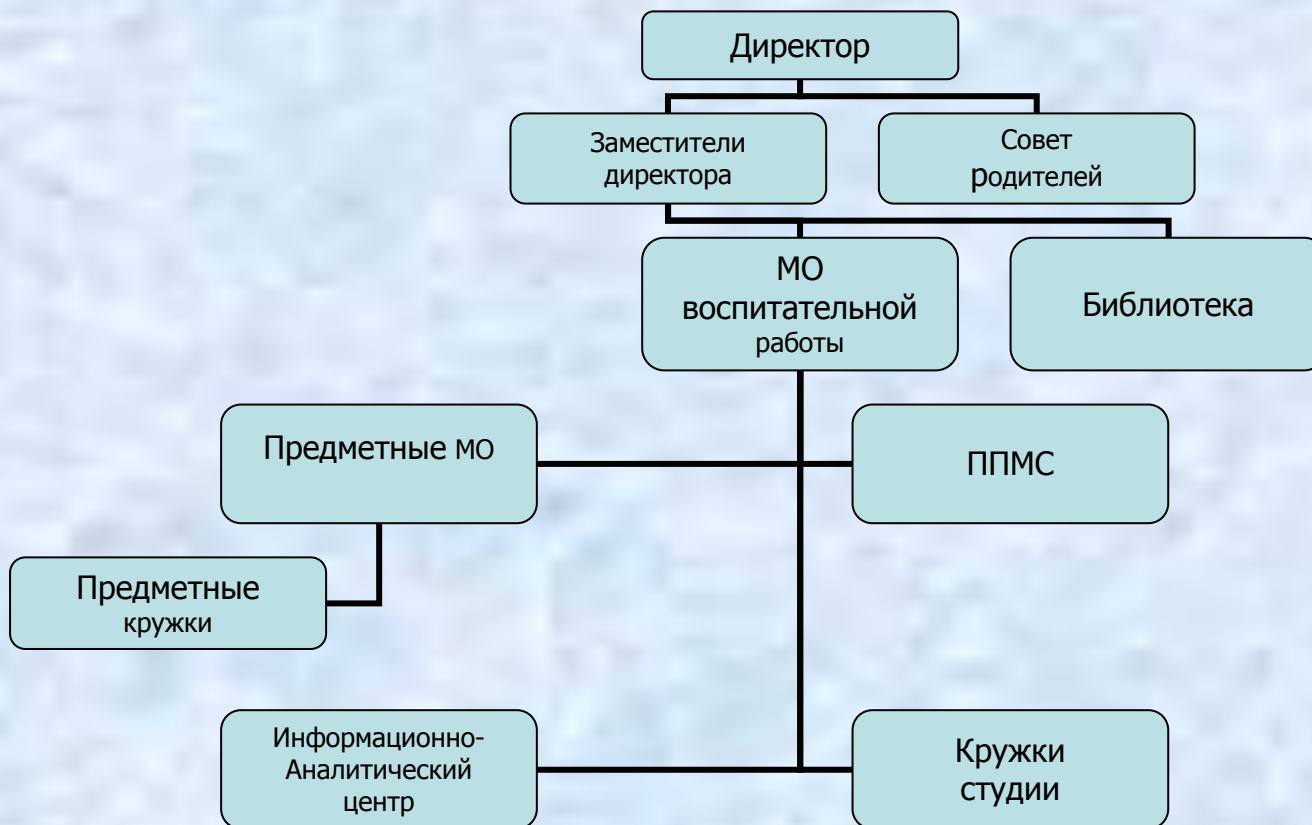 Директор
Заместители
директора
Совет
родителей
МО
воспитательной
работы
Библиотека
Предметные МО
ППМС
Предметные
кружки
Информационно-
Аналитический
центр
Кружки
студии